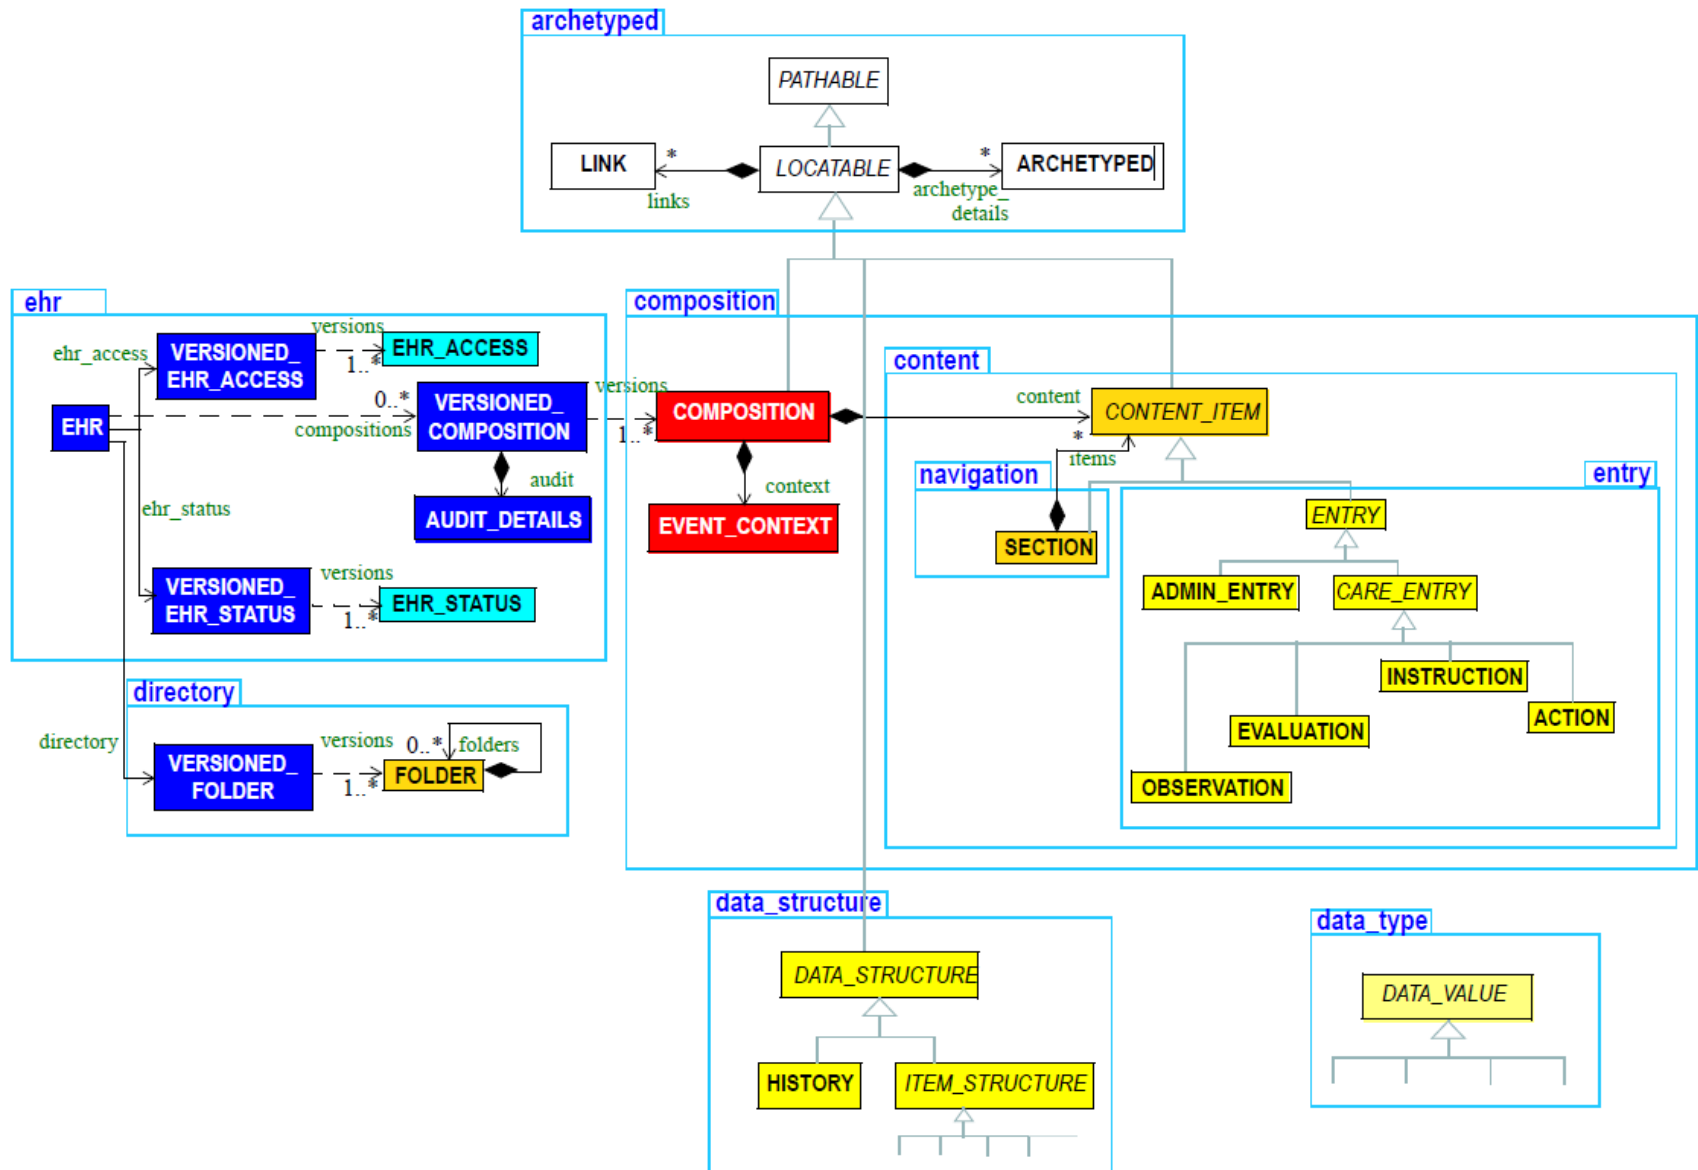 archetyped
PATHABLE
LINK
*
links
LOCATABLE
*
archetype_
details
ARCHETYPED
ehr
ehr_access
VERSIONED_
EHR_ACCESS
versions
1..*
EHR_ACCESS
EHR
0..*
compositions
VERSIONED_
COMPOSITION
versions
1..*
audit
AUDIT_DETAILS
ehr_status
VERSIONED_
EHR_STATUS
versions
1..*
EHR_STATUS
directory
directory
VERSIONED_
FOLDER
versions
1..*
0..*
folders
FOLDER
composition
COMPOSITION
context
EVENT_CONTEXT
content
content
*
CONTENT_ITEM
items
navigation
SECTION
entry
ENTRY
ADMIN_ENTRY
CARE_ENTRY
INSTRUCTION
ACTION
EVALUATION
OBSERVATION
data_structure
DATA_STRUCTURE
HISTORY
ITEM_STRUCTURE
data_type
DATA_VALUE